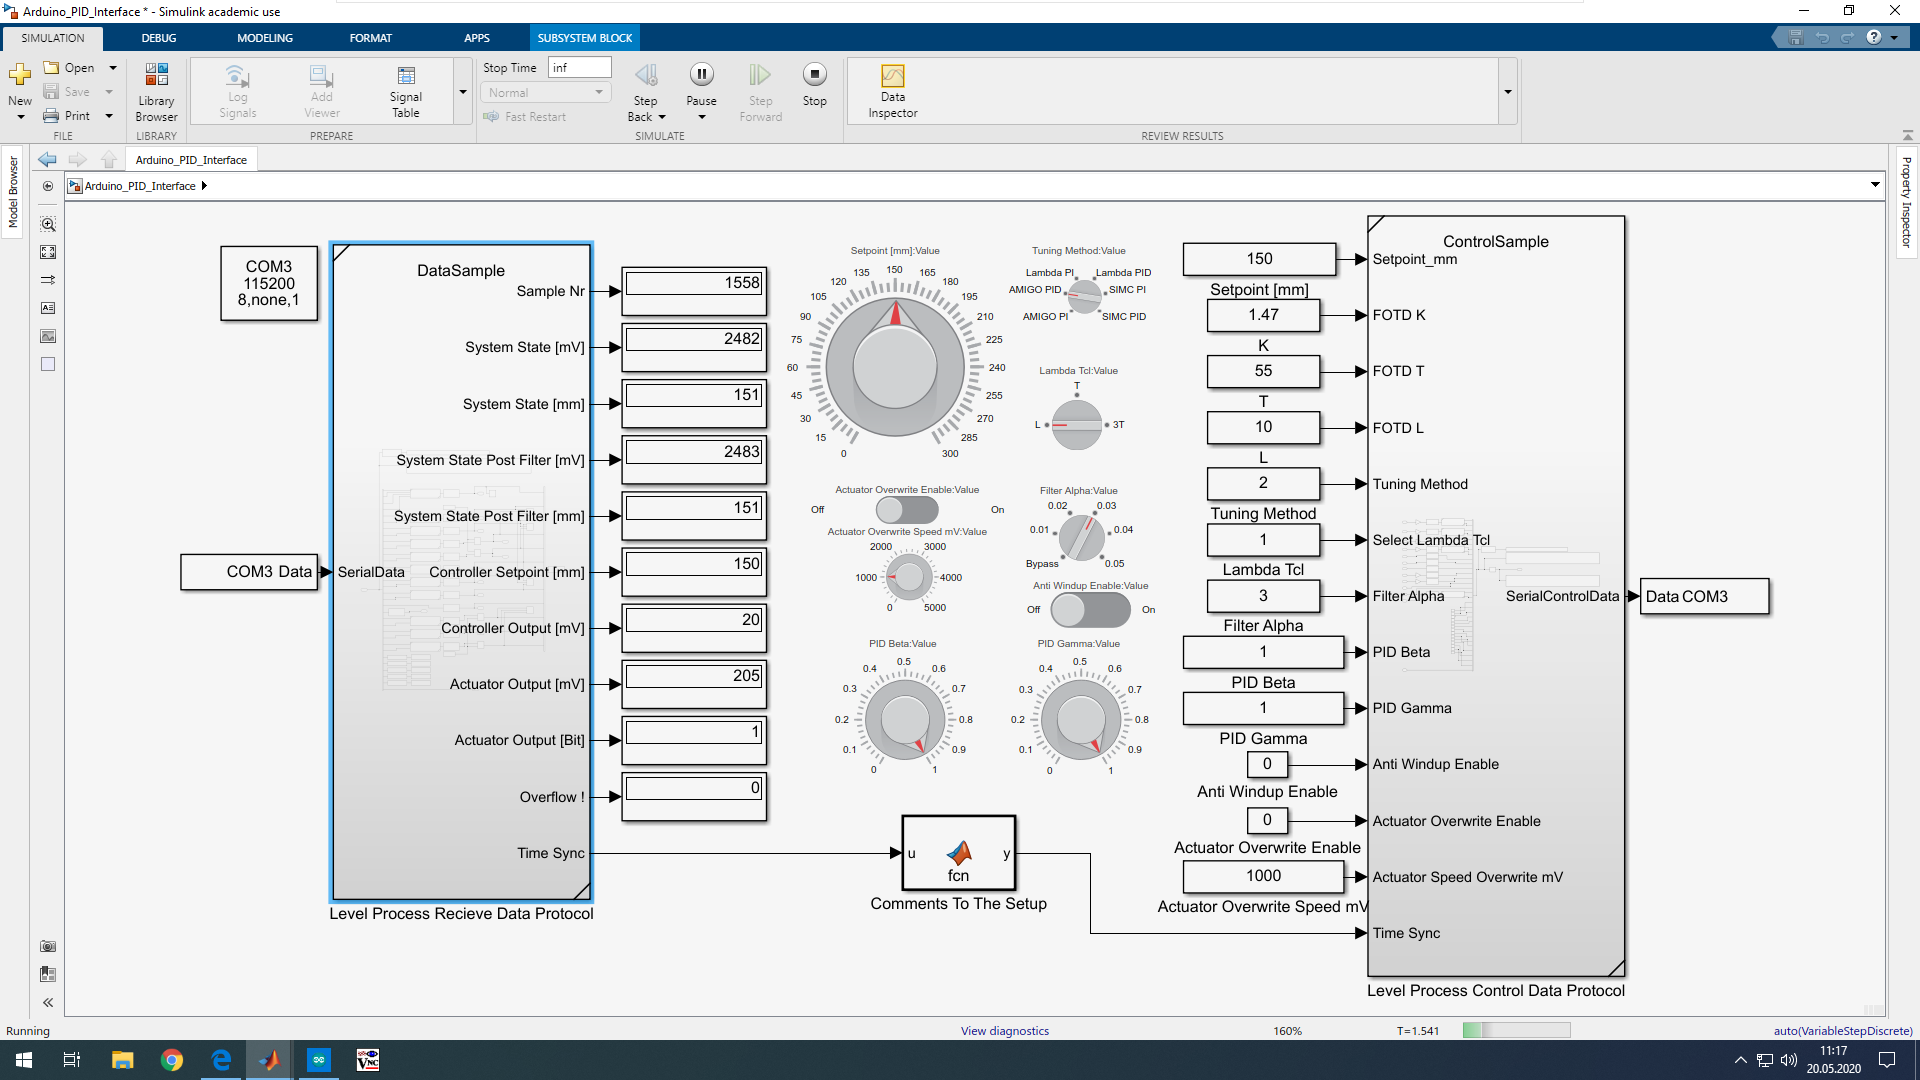 Arduino_PID_Interface * - Simulink academic use
SIMULATION DEBUG MODELING FORMAT APPS SUBSYSTEM BLOCK
New
Open
Save
Print
FILE
Library Browser
LIBRARY
Log Signals
Add Viewer
Signal Table
PREPARE
Stop Time inf
Normal
Fast Restart
Step Back
Pause
Step Forward
Stop
SIMULATE
Data Inspector
REVIEW RESULTS
Model Browser
Property Inspector
Arduino_PID_Interface
Arduino_PID_Interface
COM3
115200
8,none,1
COM3 Data
DataSample
SerialData
Sample Nr 1558
System State [mV] 2482
System State [mm] 151
System State Post Filter [mV] 2483
System State Post Filter [mm] 151
Controller Setpoint [mm] 150
Controller Output [mV] 20
Actuator Output [mV] 205
Actuator Output [Bit] 1
Overflow ! 0
Time Sync
Level Process Recieve Data Protocol
Setpoint [mm]:Value
0 15 30 45 60 75 90 105 120 135 150 165 180 195 210 225 240 255 270 285 300
Tuning Method:Value
Lambda PI Lambda PID
AMIGO PID SIMC PI
AMIGO PI SIMC PID
Lambda Tcl:Value
T
L 3T
Actuator Overwrite Enable:Value
Off On
Actuator Overwrite Speed mV:Value
0 1000 2000 3000 4000 5000
Filter Alpha:Value
0.02 0.03
0.01 0.04
Bypass 0.05
Anti Windup Enable:Value
Off On
PID Beta:Value
0 0.1 0.2 0.3 0.4 0.5 0.6 0.7 0.8 0.9 1
PID Gamma:Value
0 0.1 0.2 0.3 0.4 0.5 0.6 0.7 0.8 0.9 1
u y
fcn
Comments To The Setup
150
Setpoint [mm]
1.47
K
55
T
10
L
2
Tuning Method
1
Lambda Tcl
3
Filter Alpha
1
PID Beta
1
PID Gamma
0
Anti Windup Enable
0
Actuator Overwrite Enable
1000
Actuator Overwrite Speed mV
ControlSample
Setpoint_mm
FOTD K
FOTD T
FOTD L
Tuning Method
Select Lambda Tcl
Filter Alpha
SerialControlData
PID Beta
PID Gamma
Anti Windup Enable
Actuator Overwrite Enable
Actuator Speed Overwrite mV
Time Sync
Level Process Control Data Protocol
Data COM3
Running View diagnostics 160% T=1.541 auto(VariableStepDiscrete)
VNC
11:17
20.05.2020